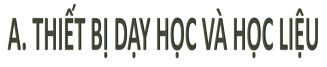 A. THIẾT BỊ DẠY HỌC VÀ HỌC LIỆU